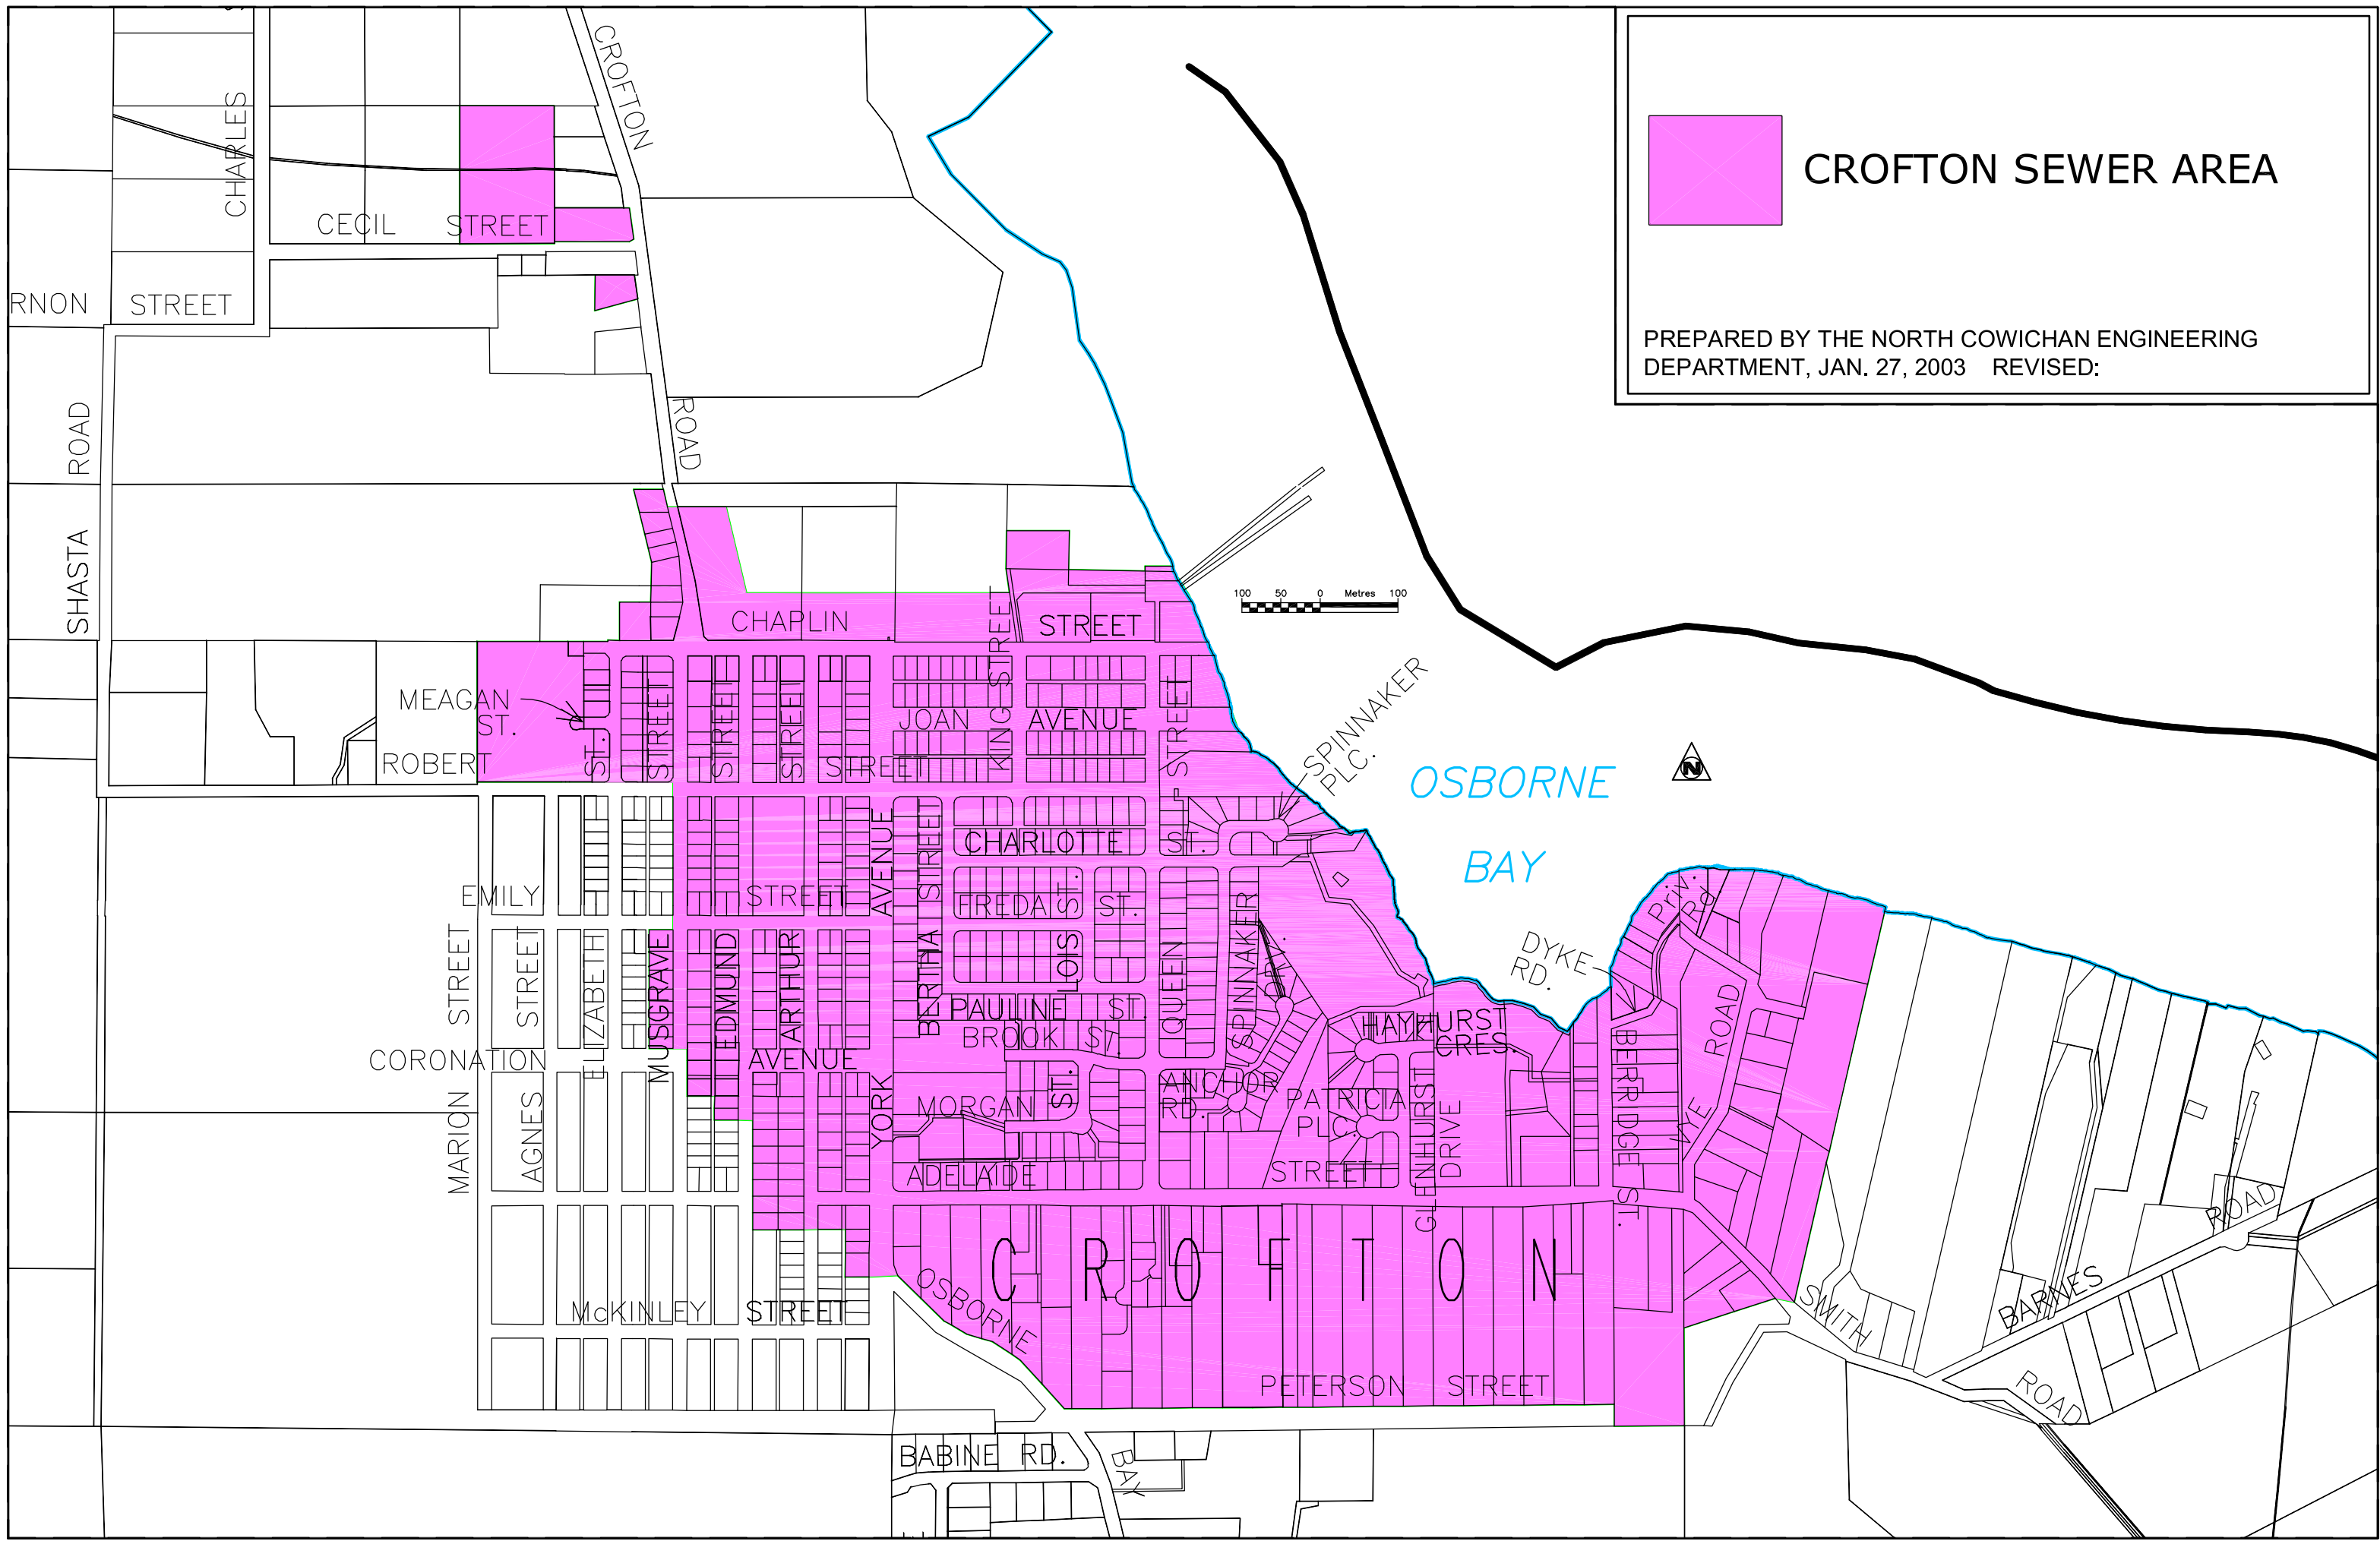 CROFTON SEWER AREA
PREPARED BY THE NORTH COWICHAN ENGINEERING
DEPARTMENT, JAN. 27, 2003 REVISED:
CHARLES
CROFTON
CECIL STREET
RNON STREET
ROAD
ROAD
SHASTA
100 50 0 Metres 100
CHAPLIN STREET
KING STREET
MEAGAN
ST.
ST.
STREET
STREET
STREET
JOAN AVENUE
STREET
SPINNAKER
PLC.
ROBERT STREET
OSBORNE
BAY
N
AVENUE
STREET
CHARLOTTE ST.
EMILY STREET
FREDA ST.
ST.
Priv.
Rd.
STREET
STREET
ELIZABETH
MUSGRAVE
EDMUND
ARTHUR
BERTHA
LOIS
QUEEN
SPINNAKER
DRV.
DYKE
RD.
PAULINE ST.
BROOK ST.
HAYHURST
CRES.
BERRIDGE ST.
ROAD
WYE
CORONATION AVENUE
MARION
AGNES
YORK
MORGAN ST.
ANCHOR
RD.
PATRICIA
PLC.
GLENHURST
DRIVE
ADELAIDE STREET
CROFTON
OSBORNE
McKINLEY STREET
SMITH
BARNES
ROAD
PETERSON STREET
ROAD
BABINE RD.
BAY